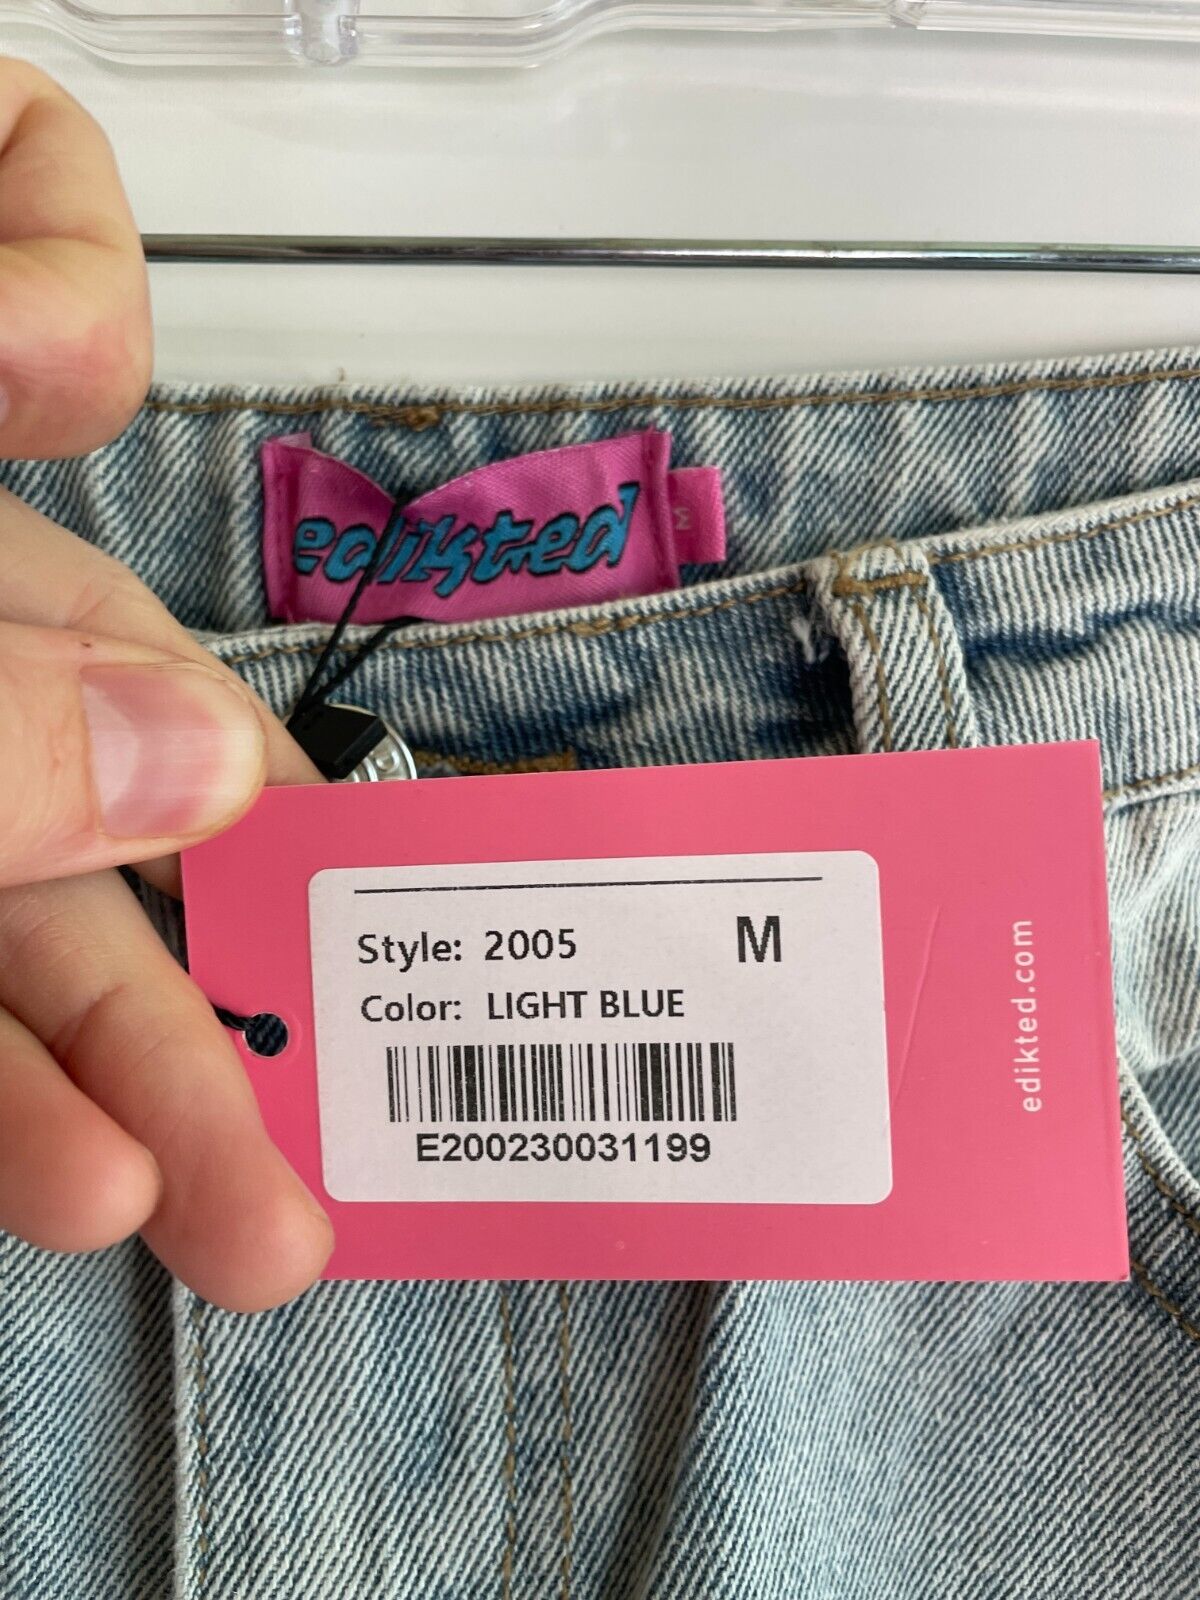 edikted
M
Style: 2005 M
Color: LIGHT BLUE
E200230031199
edikted.com